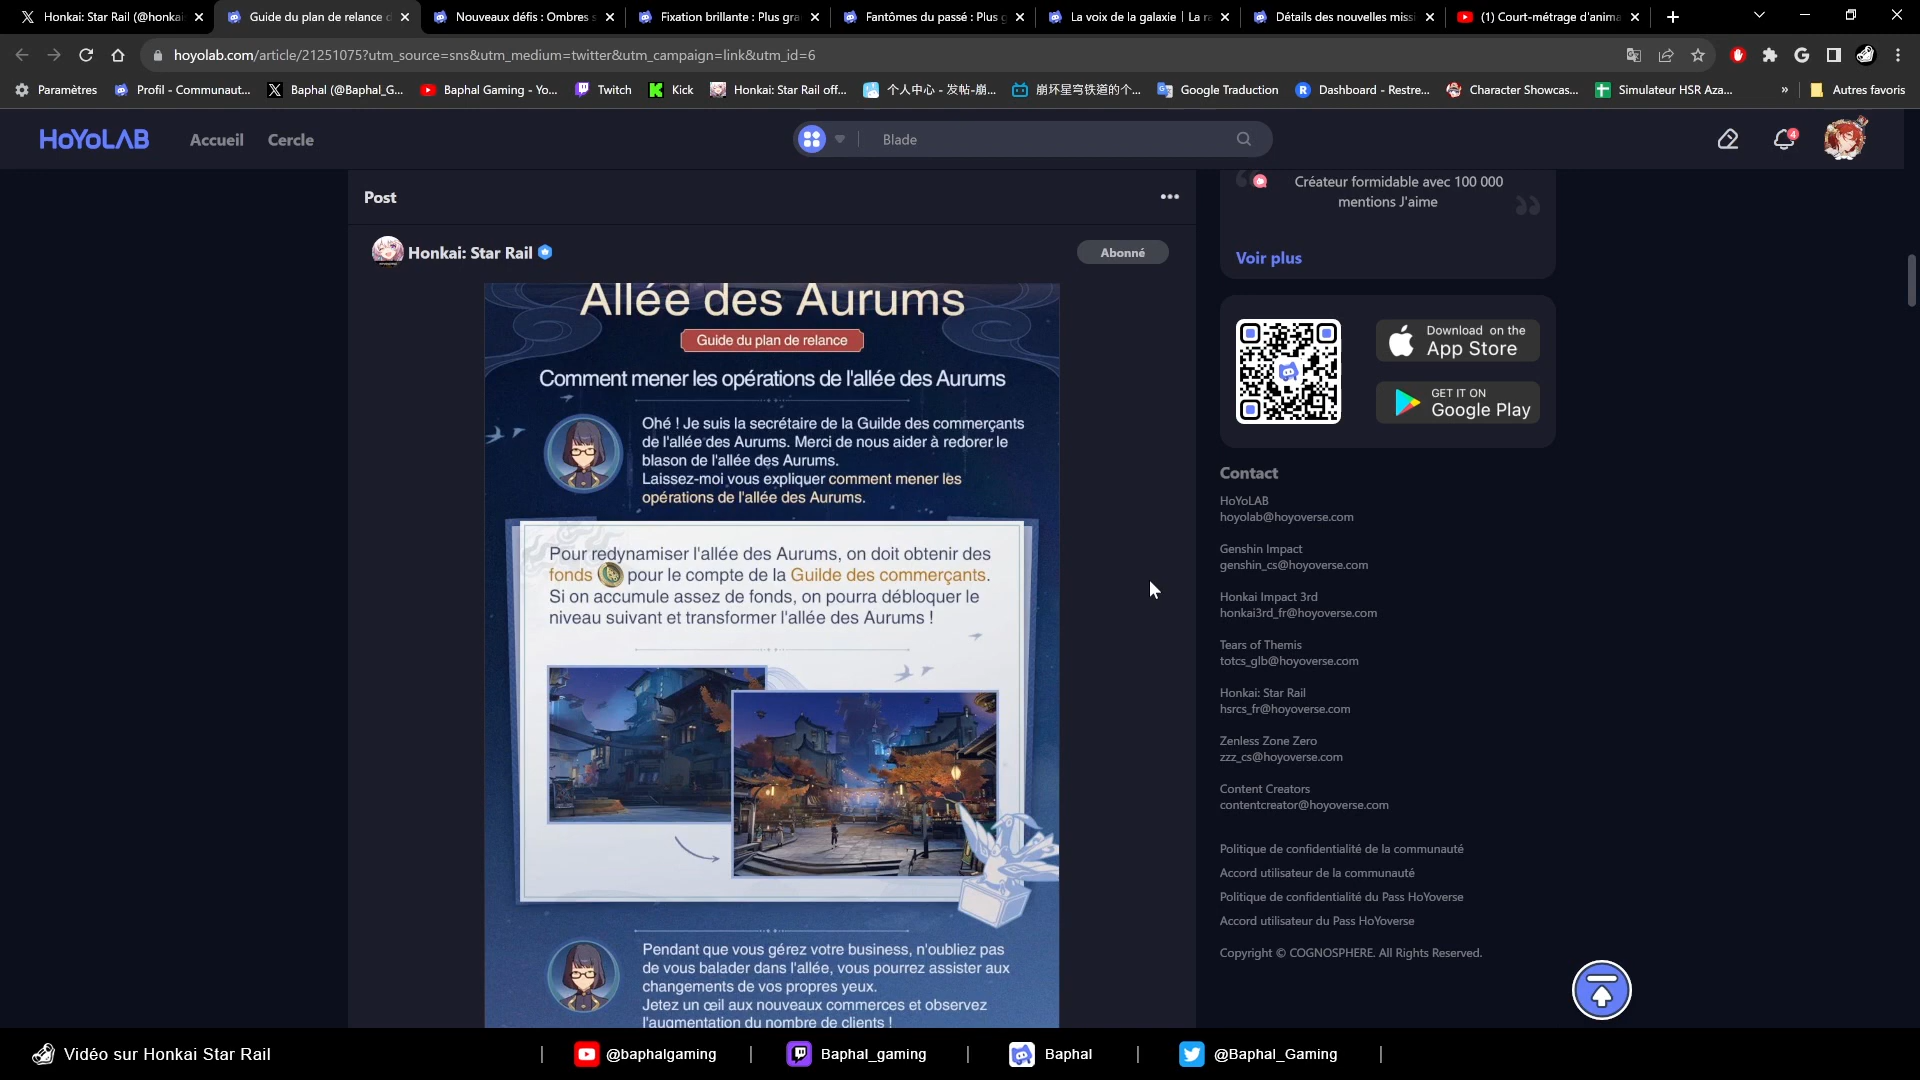 Honkai: Star Rail (@honkai
Guide du plan de relance d
Nouveaux défis : Ombres s
Fixation brillante : Plus gra
Fantômes du passé : Plus g
La voix de la galaxie | La ra
Détails des nouvelles missi
(1) Court-métrage d'anima
hoyolab.com/article/21251075?utm_source=sns&utm_medium=twitter&utm_campaign=link&utm_id=6
Paramètres
Profil - Communaut...
Baphal (@Baphal_G...
Baphal Gaming - Yo...
Twitch
Kick
Honkai: Star Rail off...
个人中心 - 发帖-崩...
崩坏星穹铁道的个...
Google Traduction
Dashboard - Restre...
Character Showcas...
Simulateur HSR Aza...
»
Autres favoris
HoYoLAB
Accueil
Cercle
Blade
4
Post
Honkai: Star Rail
Abonné
Allée des Aurums
Guide du plan de relance
Comment mener les opérations de l'allée des Aurums
Ohé ! Je suis la secrétaire de la Guilde des commerçants
de l'allée des Aurums. Merci de nous aider à redorer le
blason de l'allée des Aurums.
Laissez-moi vous expliquer comment mener les
opérations de l'allée des Aurums.
Pour redynamiser l'allée des Aurums, on doit obtenir des
fonds pour le compte de la Guilde des commerçants.
Si on accumule assez de fonds, on pourra débloquer le
niveau suivant et transformer l'allée des Aurums !
Pendant que vous gérez votre business, n'oubliez pas
de vous balader dans l'allée, vous pourrez assister aux
changements de vos propres yeux.
Jetez un œil aux nouveaux commerces et observez
l'augmentation du nombre de clients !
Créateur formidable avec 100 000
mentions J'aime
Voir plus
Download on the
App Store
GET IT ON
Google Play
Contact
HoYoLAB
hoyolab@hoyoverse.com
Genshin Impact
genshin_cs@hoyoverse.com
Honkai Impact 3rd
honkai3rd_fr@hoyoverse.com
Tears of Themis
totcs_glb@hoyoverse.com
Honkai: Star Rail
hsrcs_fr@hoyoverse.com
Zenless Zone Zero
zzz_cs@hoyoverse.com
Content Creators
contentcreator@hoyoverse.com
Politique de confidentialité de la communauté
Accord utilisateur de la communauté
Politique de confidentialité du Pass HoYoverse
Accord utilisateur du Pass HoYoverse
Copyright © COGNOSPHERE. All Rights Reserved.
Vidéo sur Honkai Star Rail
@baphalgaming
Baphal_gaming
Baphal
@Baphal_Gaming